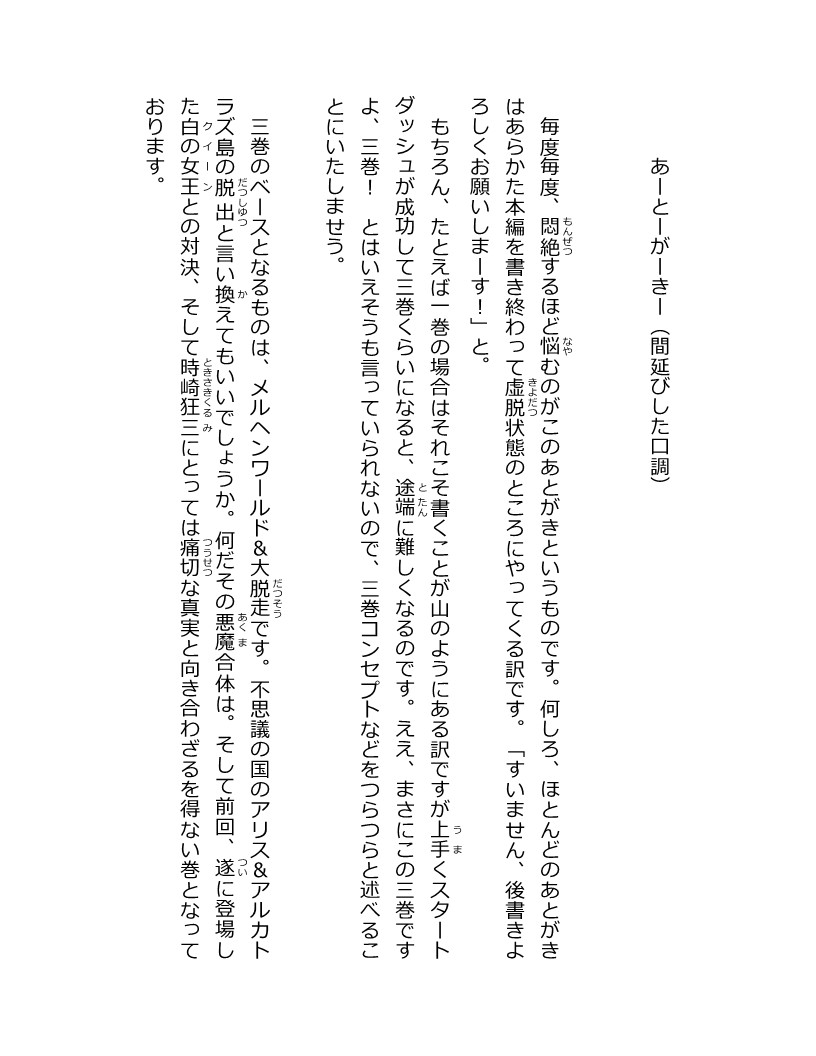 あーとーがーきー（間延びした口調）
毎度毎度、悶絶するほど悩むのがこのあとがきというものです。何しろ、ほとんどのあとがき
はあらかた本編を書き終わって虚脱状態のところにやってくる訳です。「すいません、後書きよ
ろしくお願いしまーす！」と。
もちろん、たとえば一巻の場合はそれこそ書くことが山のようにある訳ですが上手くスタート
ダッシュが成功して三巻くらいになると、途端に難しくなるのです。ええ、まさにこの三巻です
よ、三巻！　とはいえそうも言っていられないので、三巻コンセプトなどをつらつらと述べるこ
とにいたしませう。
三巻のベースとなるものは、メルヘンワールド＆大脱走です。不思議の国のアリス＆アルカト
ラズ島の脱出と言い換えてもいいでしょうか。何だその悪魔合体は。そして前回、遂に登場し
た白の女王との対決、そして時崎狂三にとっては痛切な真実と向き合わざるを得ない巻となって
おります。